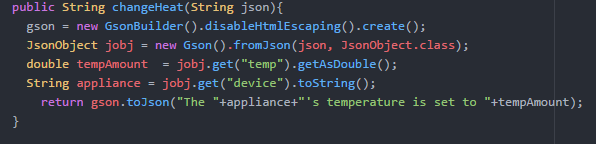 public String changeHeat(String json){
gson = new GsonBuilder().disableHtmlEscaping().create();
JsonObject jobj = new Gson().fromJson(json, JsonObject.class);
double tempAmount  = jobj.get("temp").getAsDouble();
String appliance = jobj.get("device").toString();
return gson.toJson("The "+appliance+"'s temperature is set to "+tempAmount);
}